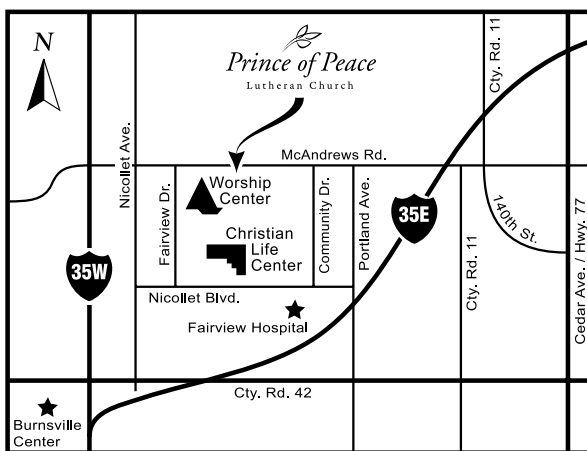 N
Prince of Peace
Lutheran Church
Cty. Rd. 11
McAndrews Rd.
Nicollet Ave.
Fairview Dr.
Worship
Center
Christian
Life
Center
Community Dr.
Portland Ave.
35E
140th St.
Cty. Rd. 11
Cedar Ave. / Hwy. 77
35W
Nicollet Blvd.
Fairview Hospital
Cty. Rd. 42
Burnsville
Center